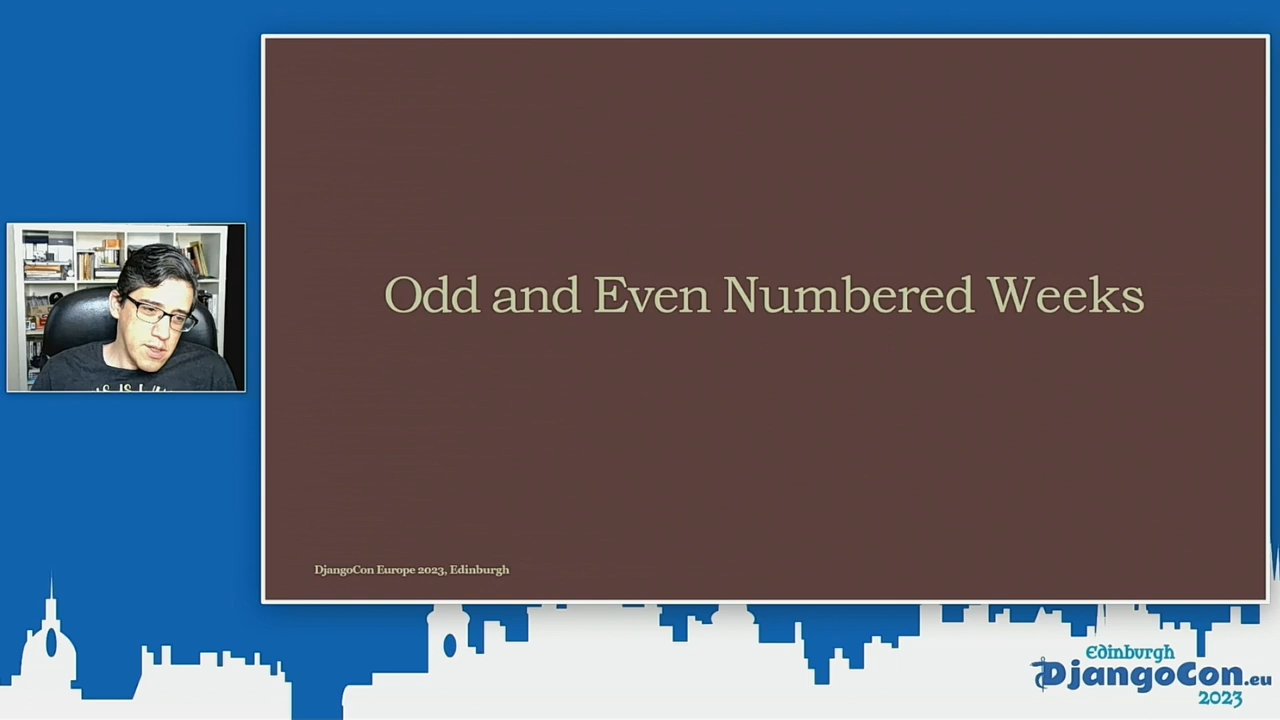 Odd and Even Numbered Weeks
DjangoCon Europe 2023, Edinburgh
Edinburgh
DjangoCon.eu
2023